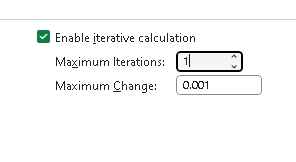 Enable iterative calculation
Maximum Iterations: 1
Maximum Change: 0.001